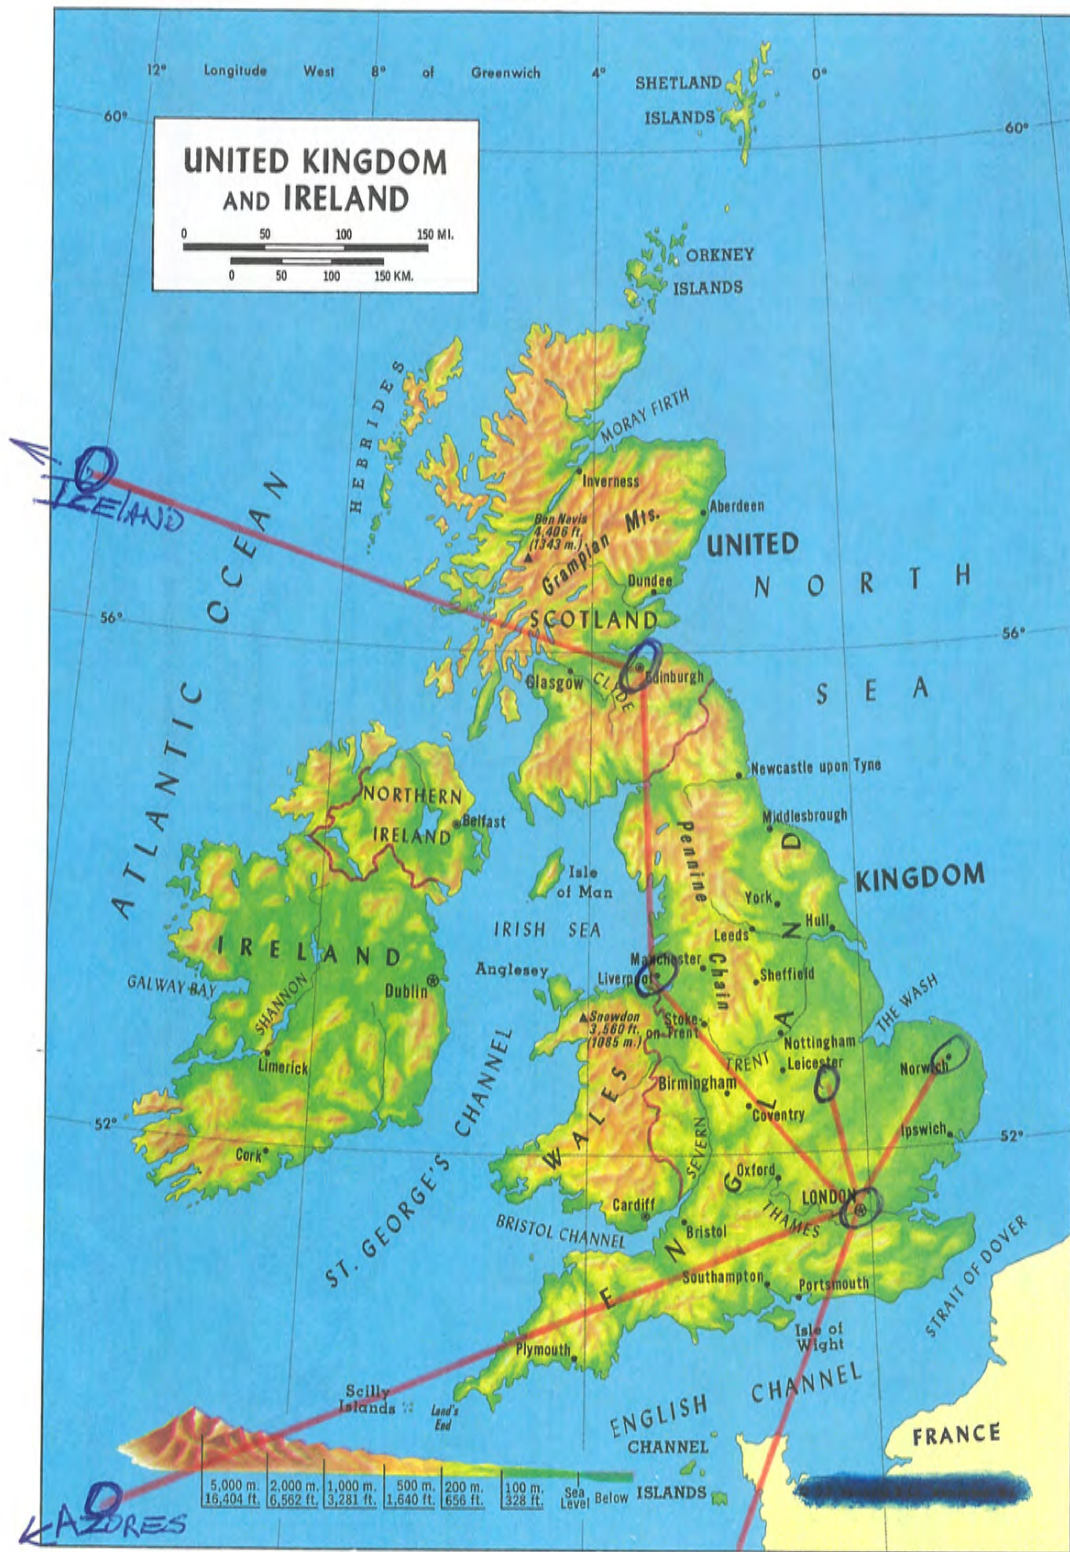 12° Longitude West 8° of Greenwich 4° 0°
60° 60°
UNITED KINGDOM
AND IRELAND
0 50 100 150 MI.
0 50 100 150 KM.
SHETLAND
ISLANDS
ORKNEY
ISLANDS
HEBRIDES
MORAY FIRTH
Inverness
Aberdeen
Ben Nevis
4,406 ft.
(1343 m.)
Grampian Mts.
Dundee
SCOTLAND
ICELAND
ATLANTIC OCEAN
UNITED
KINGDOM
NORTH
SEA
56° 56°
Glasgow
CLYDE
Edinburgh
Newcastle upon Tyne
Middlesbrough
NORTHERN
IRELAND
Belfast
Isle
of Man
Pennine
Chain
York
Leeds
Hull
IRISH SEA
IRELAND
Dublin
GALWAY BAY
SHANNON
Limerick
Cork
Anglesey
Manchester
Liverpool
Sheffield
Snowdon
3,560 ft.
(1085 m.)
Stoke-
on-Trent
TRENT
Nottingham
Leicester
THE WASH
Norwich
Birmingham
Coventry
Ipswich
52° 52°
ST. GEORGE'S CHANNEL
WALES
SEVERN
ENGLAND
Oxford
LONDON
THAMES
Cardiff
Bristol
BRISTOL CHANNEL
Southampton
Portsmouth
STRAIT OF DOVER
Isle of
Wight
Plymouth
Scilly
Islands
Land's
End
ENGLISH CHANNEL
CHANNEL
ISLANDS
FRANCE
5,000 m. 2,000 m. 1,000 m. 500 m. 200 m. 100 m. Sea
16,404 ft. 6,562 ft. 3,281 ft. 1,640 ft. 656 ft. 328 ft. Level Below
AZORES